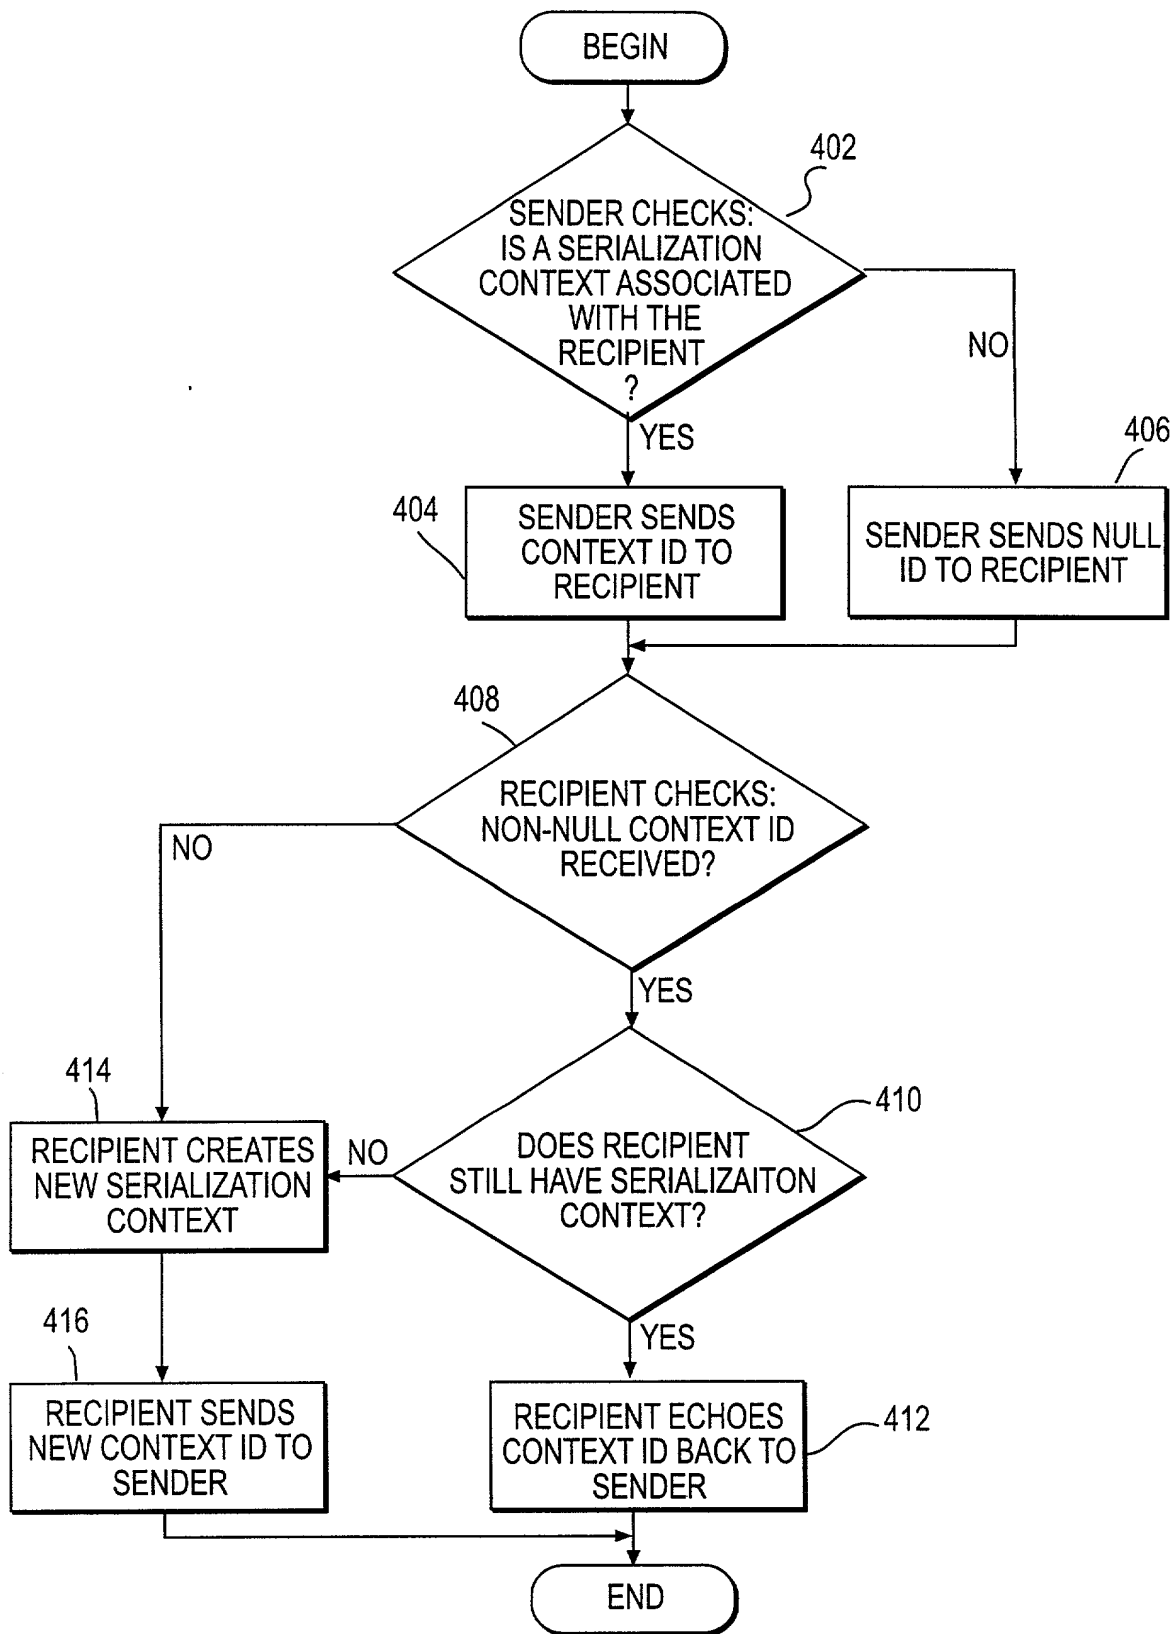 BEGIN
402
SENDER CHECKS:
IS A SERIALIZATION
CONTEXT ASSOCIATED
WITH THE
RECIPIENT
?
NO
YES
406
404
SENDER SENDS
CONTEXT ID TO
RECIPIENT
SENDER SENDS NULL
ID TO RECIPIENT
408
RECIPIENT CHECKS:
NON-NULL CONTEXT ID
RECEIVED?
NO
YES
414
410
RECIPIENT CREATES
NEW SERIALIZATION
CONTEXT
NO
DOES RECIPIENT
STILL HAVE SERIALIZAITON
CONTEXT?
416
YES
RECIPIENT SENDS
NEW CONTEXT ID TO
SENDER
RECIPIENT ECHOES
CONTEXT ID BACK TO
SENDER
412
END